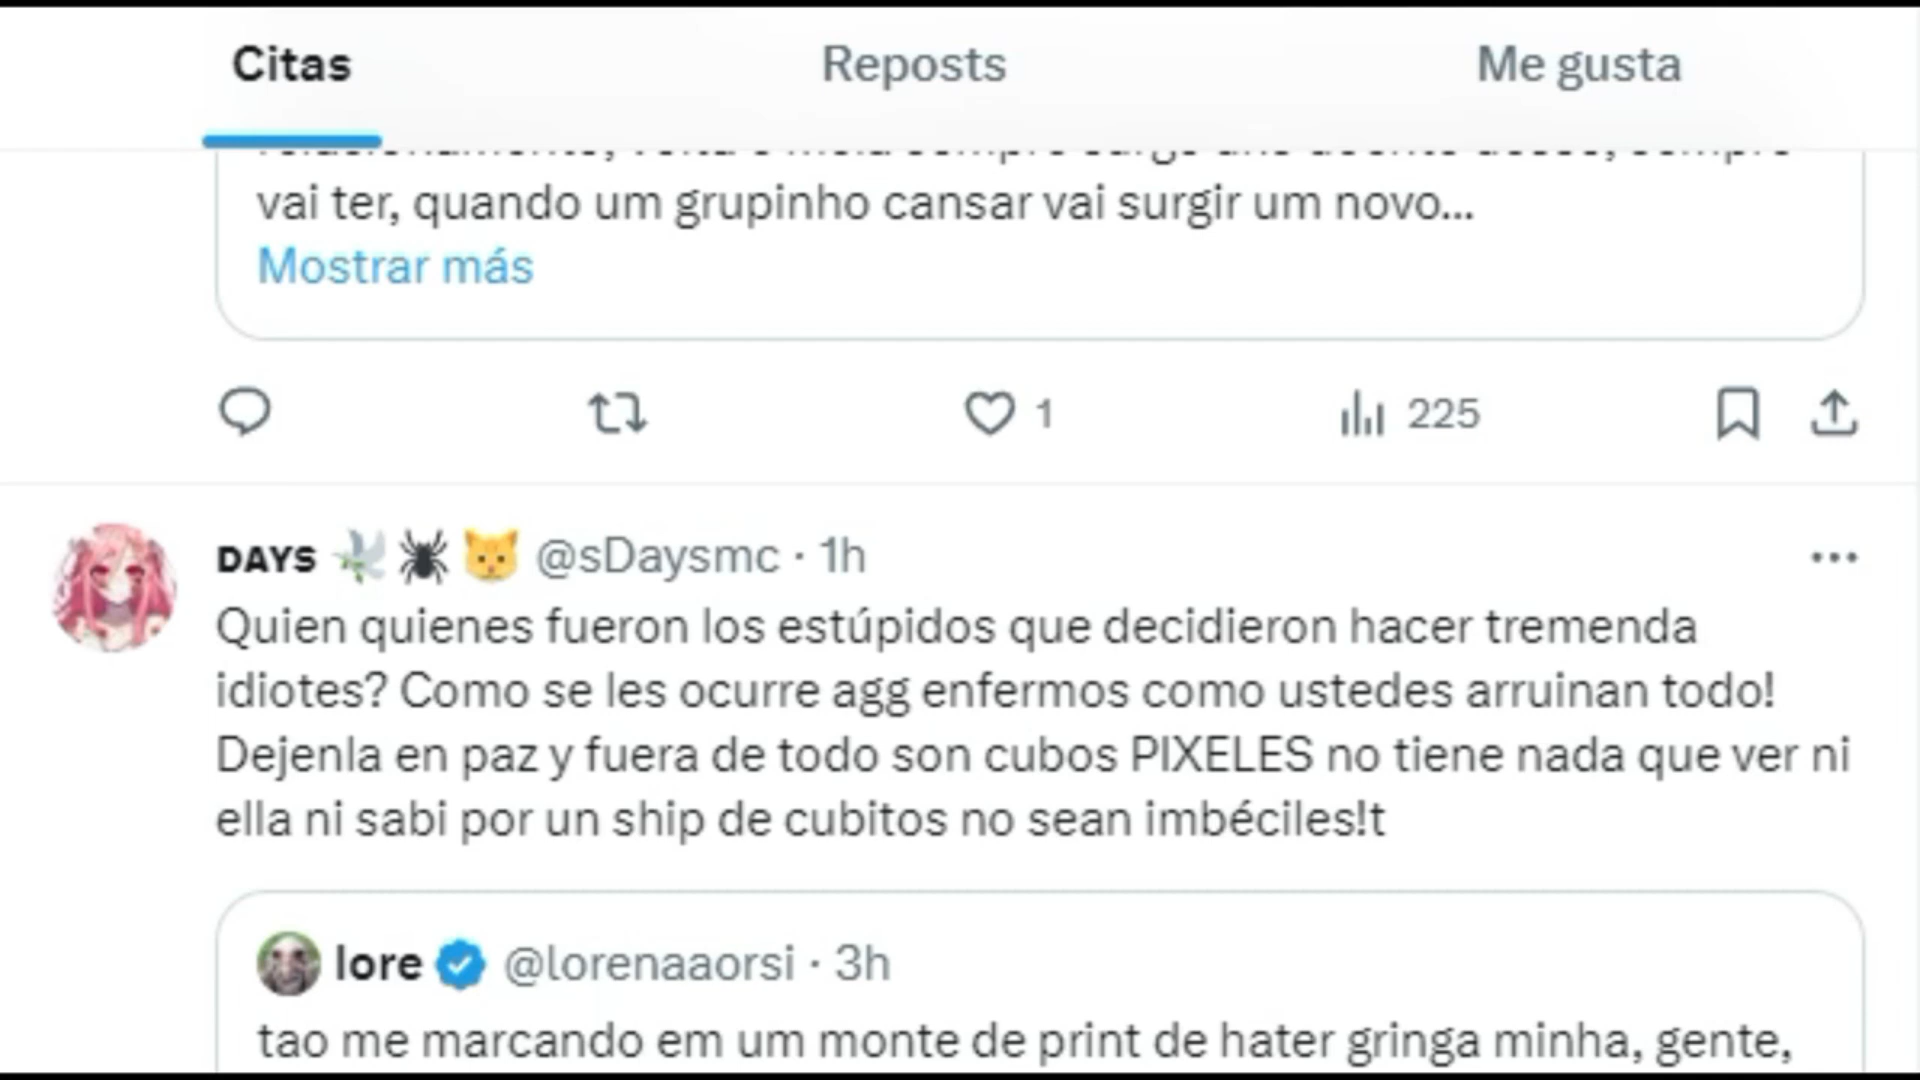 Citas
Reposts
Me gusta
vai ter, quando um grupinho cansar vai surgir um novo...
Mostrar más
1
225
DAYS @sDaysmc · 1h
Quien quienes fueron los estúpidos que decidieron hacer tremenda
idiotes? Como se les ocurre agg enfermos como ustedes arruinan todo!
Dejenla en paz y fuera de todo son cubos PIXELES no tiene nada que ver ni
ella ni sabi por un ship de cubitos no sean imbéciles!t
lore @lorenaaorsi · 3h
tao me marcando em um monte de print de hater gringa minha, gente,